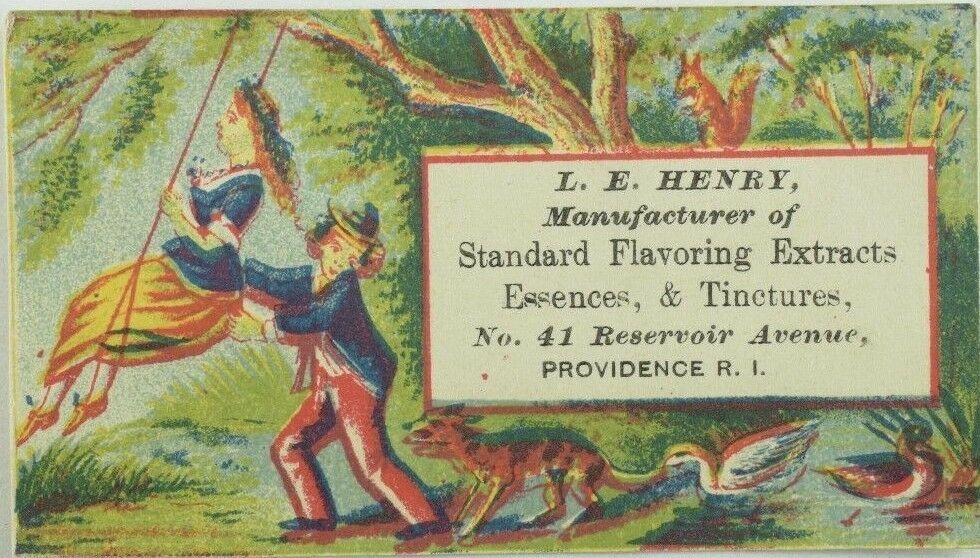 L. E. HENRY,
Manufacturer of
Standard Flavoring Extracts
Essences, & Tinctures,
No. 41 Reservoir Avenue,
PROVIDENCE R. I.